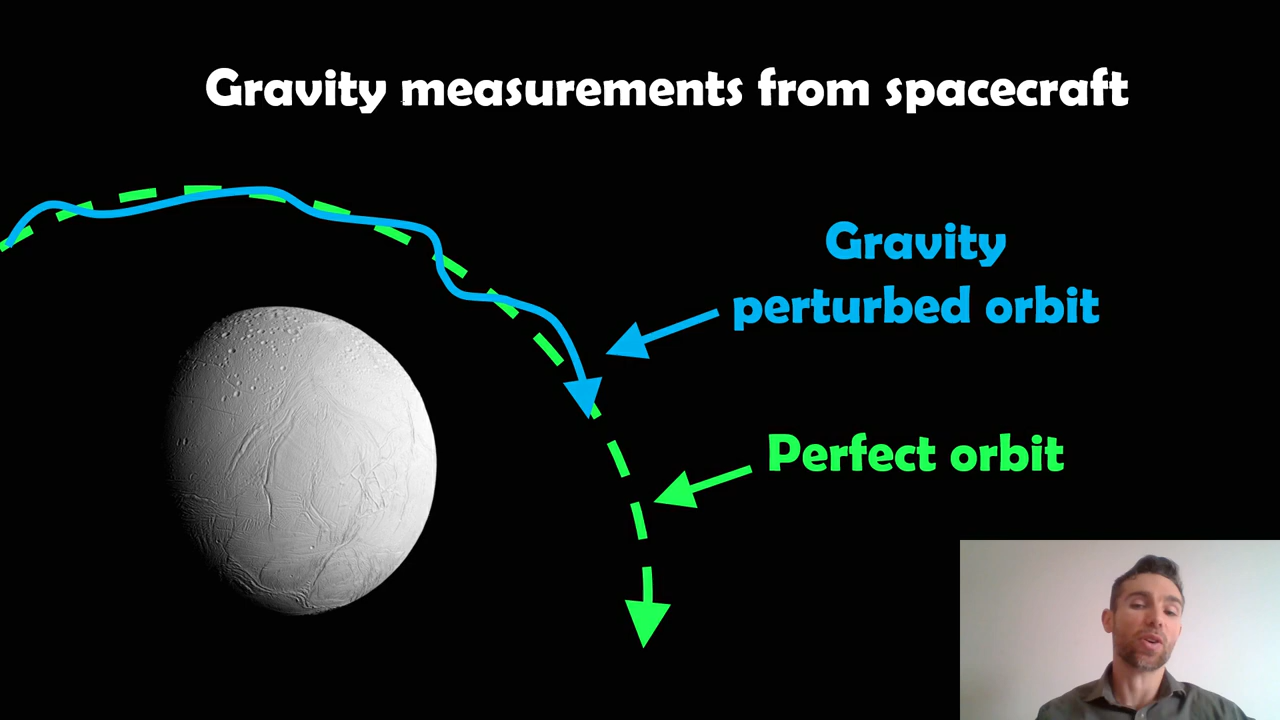 Gravity measurements from spacecraft
Gravity
perturbed orbit
Perfect orbit